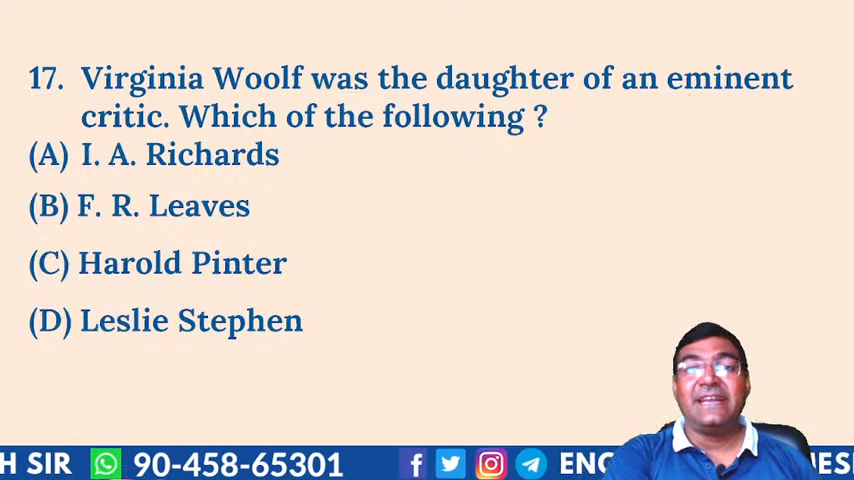 17. Virginia Woolf was the daughter of an eminent
critic. Which of the following ?
(A) I. A. Richards
(B) F. R. Leaves
(C) Harold Pinter
(D) Leslie Stephen
H SIR 90-458-65301 ENG